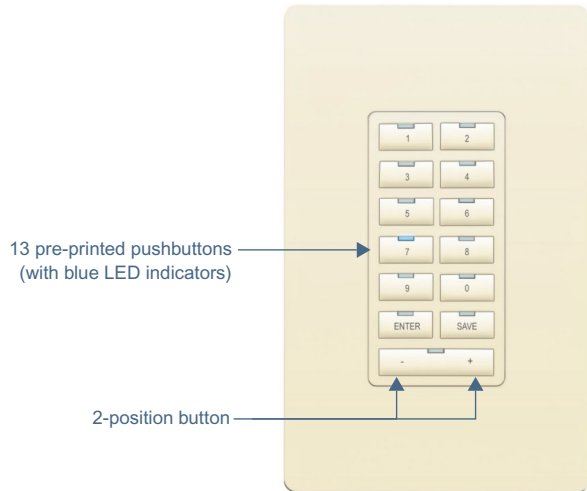 1 2
3 4
5 6
13 pre-printed pushbuttons
(with blue LED indicators)
7 8
9 0
ENTER SAVE
- +
2-position button